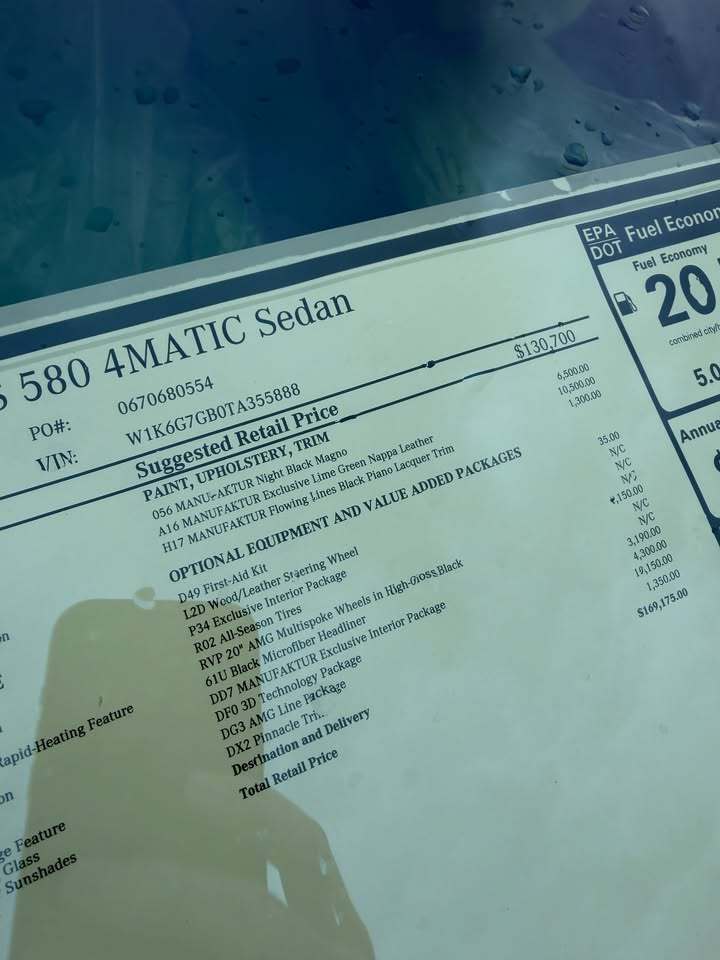 S 580 4MATIC Sedan
PO#: 0670680554
VIN: W1K6G7GB0TA355888
Suggested Retail Price $130,700
PAINT, UPHOLSTERY, TRIM
056 MANUFAKTUR Night Black Magno 6,500.00
A16 MANUFAKTUR Exclusive Lime Green Nappa Leather 10,500.00
H17 MANUFAKTUR Flowing Lines Black Piano Lacquer Trim 1,300.00
OPTIONAL EQUIPMENT AND VALUE ADDED PACKAGES
D49 First-Aid Kit 35.00
L2D Wood/Leather Steering Wheel N/C
P34 Exclusive Interior Package N/C
R02 All-Season Tires N/C
RVP 20" AMG Multispoke Wheels in High-Gloss Black 1,150.00
61U Black Microfiber Headliner N/C
DD7 MANUFAKTUR Exclusive Interior Package N/C
DF0 3D Technology Package 3,190.00
DG3 AMG Line Package 4,300.00
DX2 Pinnacle Trim 10,150.00
Destination and Delivery 1,350.00
Total Retail Price $169,175.00
Rapid-Heating Feature
Glass
Sunshades
EPA
DOT
Fuel Econom
Fuel Economy
20
combined city/h
5.0
Annua